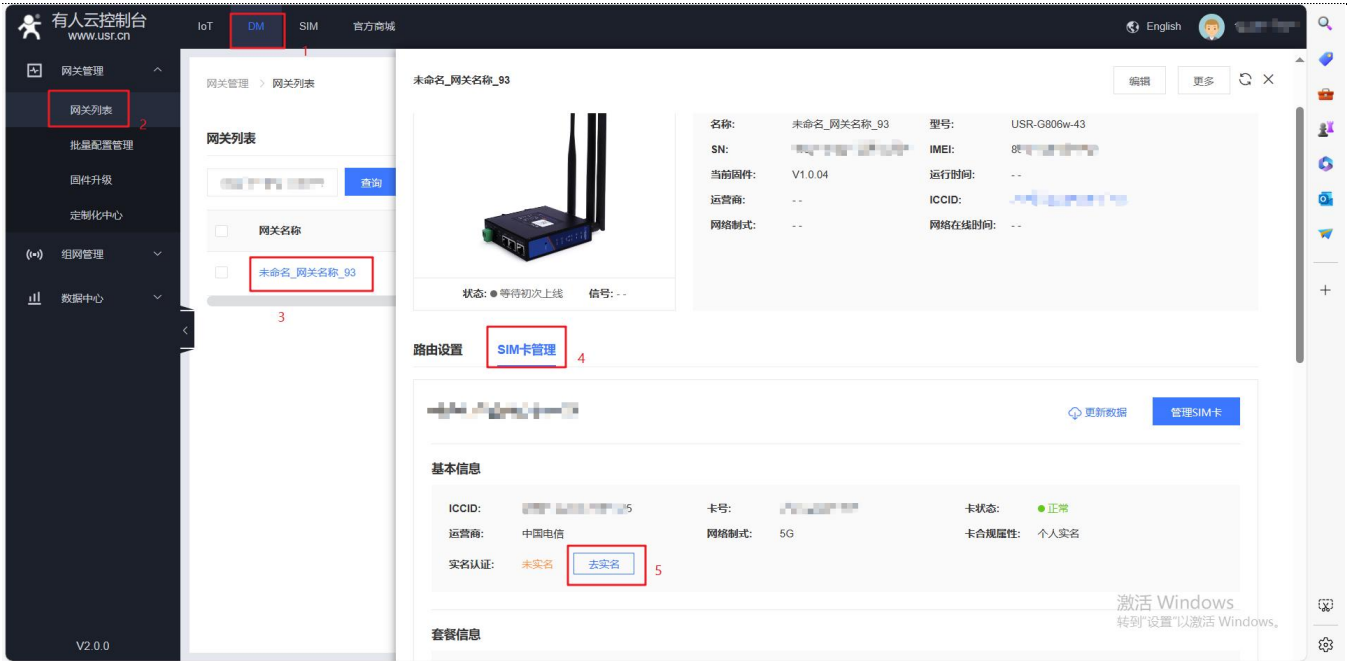 有人云控制台
www.usr.cn
IoT
DM
SIM
官方商城
English
1
网关管理
网关列表
2
批量配置管理
固件升级
定制化中心
组网管理
数据中心
V2.0.0
网关管理 > 网关列表
网关列表
查询
网关名称
未命名_网关名称_93
3
未命名_网关名称_93
编辑
更多
状态: 等待初次上线 信号: - -
名称: 未命名_网关名称_93 型号: USR-G806w-43
SN: IMEI: 8
当前固件: V1.0.04 运行时间: - -
运营商: - - ICCID:
网络制式: - - 网络在线时间: - -
路由设置
SIM卡管理
4
更新数据
管理SIM卡
基本信息
ICCID: 5 卡号: 卡状态: 正常
运营商: 中国电信 网络制式: 5G 卡合规属性: 个人实名
实名认证: 未实名 去实名
5
套餐信息
激活 Windows
转到"设置"以激活 Windows。